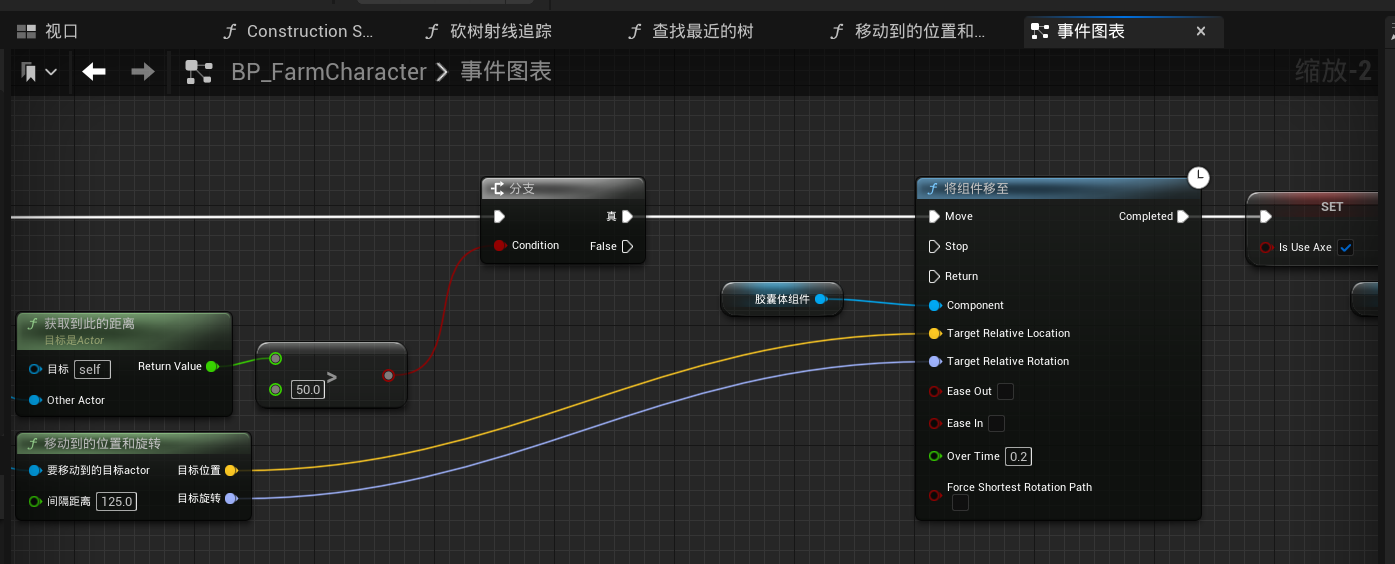 视口
Construction S...
砍树射线追踪
查找最近的树
移动到的位置和...
事件图表
BP_FarmCharacter
事件图表
缩放-2
分支
真
Condition
False
将组件移至
Move
Completed
Stop
Return
Component
Target Relative Location
Target Relative Rotation
Ease Out
Ease In
Over Time 0.2
Force Shortest Rotation Path
SET
Is Use Axe
胶囊体组件
获取到此的距离
目标是Actor
目标 self
Return Value
Other Actor
>
50.0
移动到的位置和旋转
要移动到的目标actor
目标位置
间隔距离 125.0
目标旋转